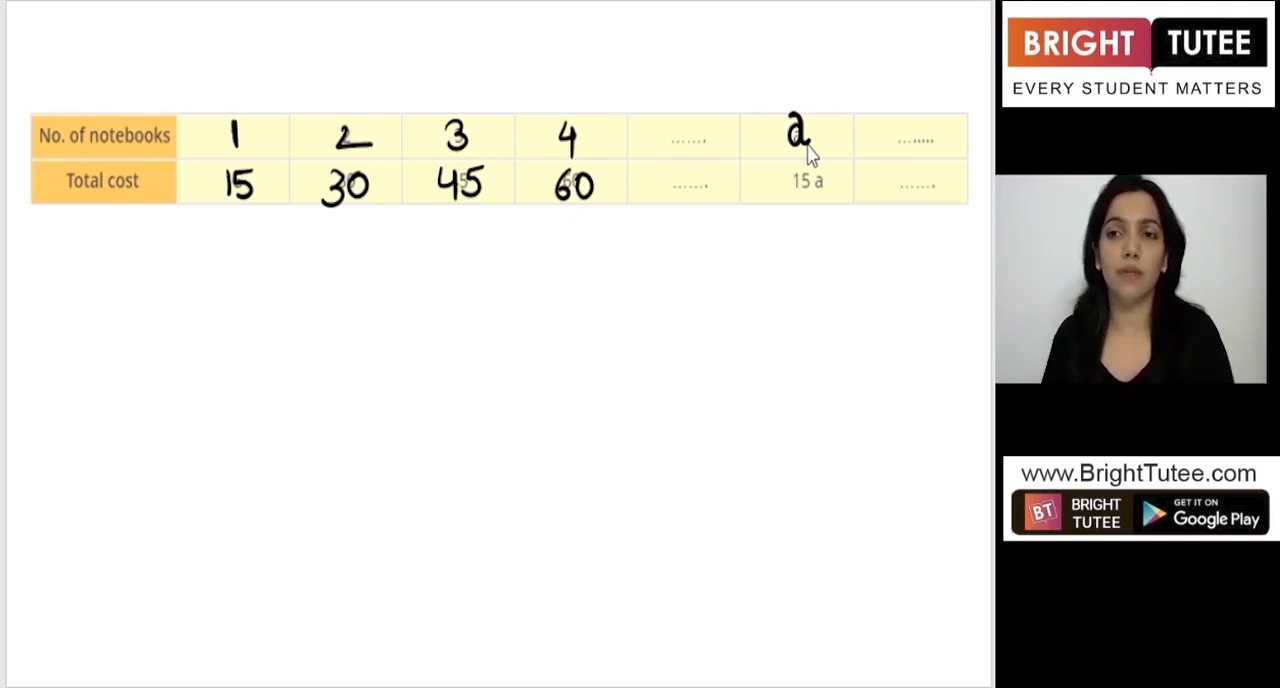 BRIGHT TUTEE
EVERY STUDENT MATTERS
No. of notebooks 1 2 3 4 ....... a ........
Total cost 15 30 45 60 ....... 15 a .......
www.BrightTutee.com
BT BRIGHT TUTEE GET IT ON Google Play